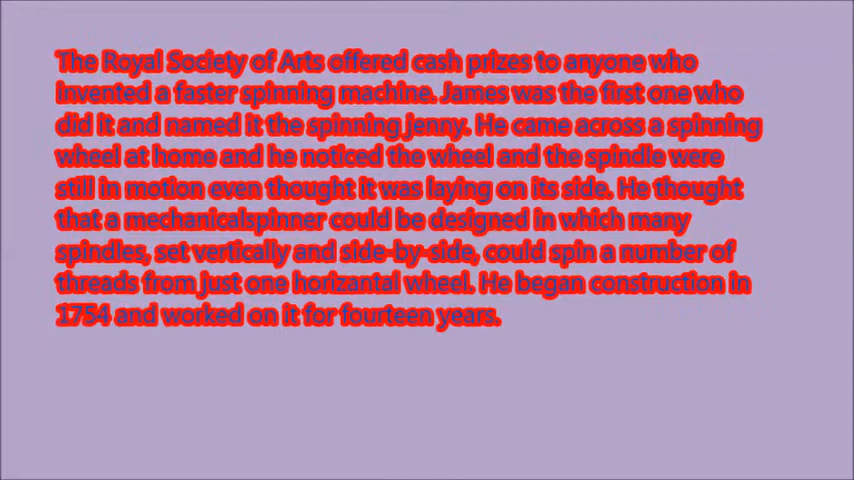 The Royal Society of Arts offered cash prizes to anyone who
invented a faster spinning machine. James was the first one who
did it and named it the spinning jenny. He came across a spinning
wheel at home and he noticed the wheel and the spindle were
still in motion even thought it was laying on its side. He thought
that a mechanicalspinner could be designed in which many
spindles, set vertically and side-by-side, could spin a number of
threads from just one horizantal wheel. He began construction in
1754 and worked on it for fourteen years.